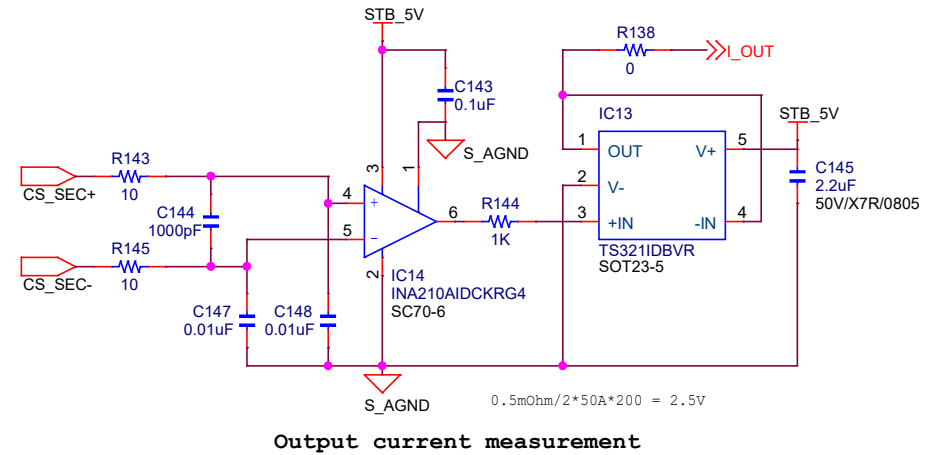 STB_5V
R138
I_OUT
0
C143
0.1uF
IC13
STB_5V
S_AGND
3
1
1
OUT
V+
5
R143
10
CS_SEC+
C144
1000pF
4
+
5
-
6
R144
1K
2
V-
3
+IN
-IN
4
C145
2.2uF
50V/X7R/0805
TS321IDBVR
SOT23-5
R145
10
CS_SEC-
2
IC14
INA210AIDCKRG4
SC70-6
C147
0.01uF
C148
0.01uF
S_AGND
0.5mOhm/2*50A*200 = 2.5V
Output current measurement